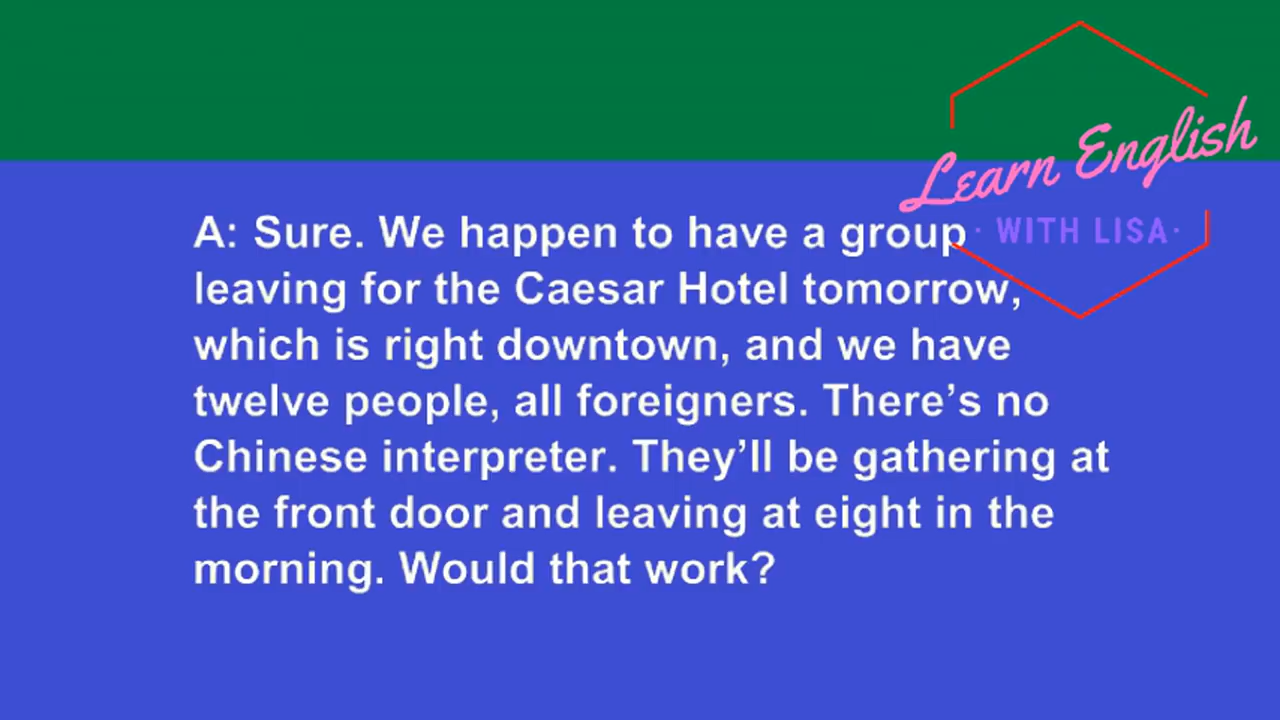 Learn English
· WITH LISA·
A: Sure. We happen to have a group
leaving for the Caesar Hotel tomorrow,
which is right downtown, and we have
twelve people, all foreigners. There’s no
Chinese interpreter. They’ll be gathering at
the front door and leaving at eight in the
morning. Would that work?